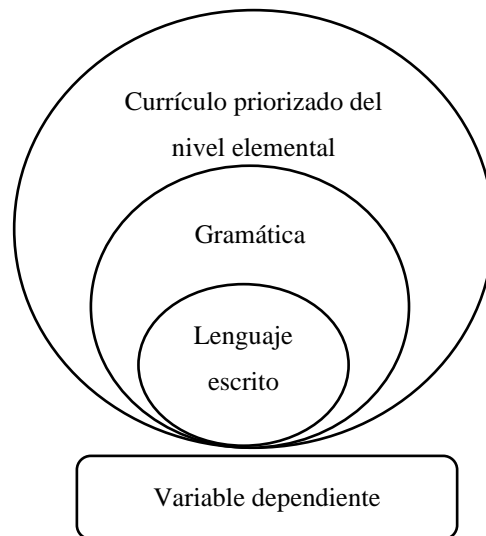 Currículo priorizado del
nivel elemental
Gramática
Lenguaje
escrito
Variable dependiente